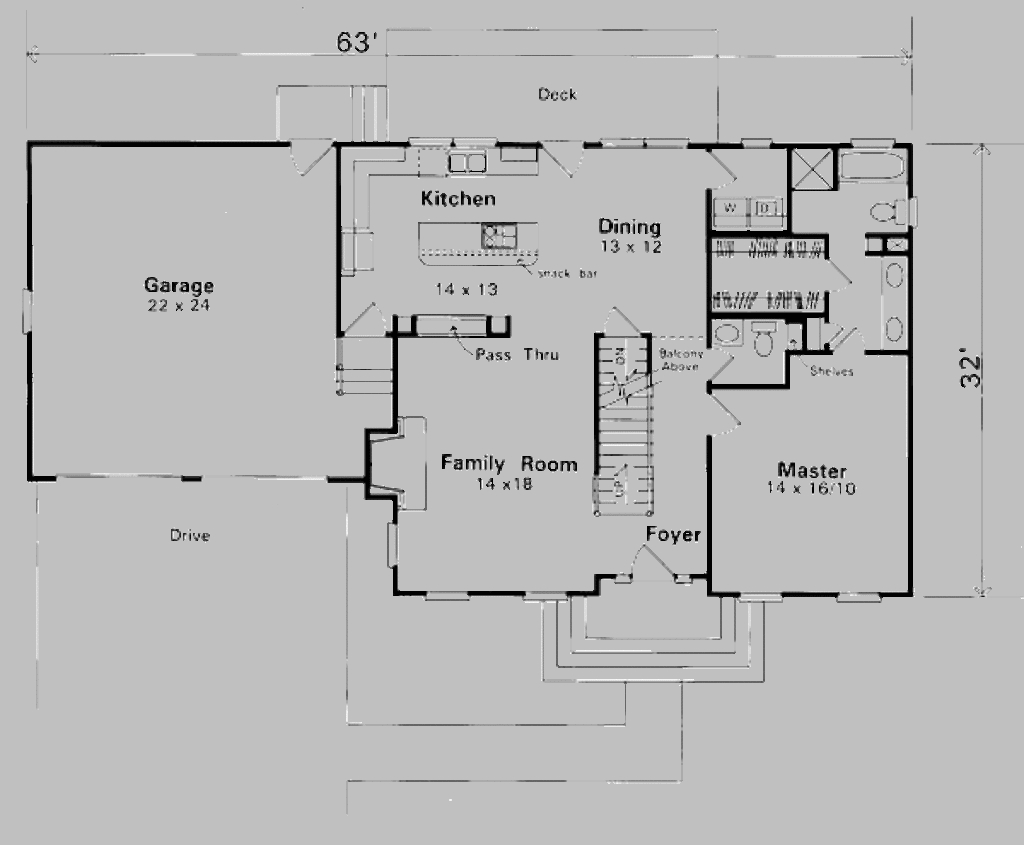 63'
Deck
Kitchen
W D
Dining
13 x 12
snack bar
Garage
22 x 24
14 x 13
Pass Thru
DN
Balcony
Above
Shelves
32'
Family Room
14 x18
UP
Master
14 x 16/10
Drive
Foyer